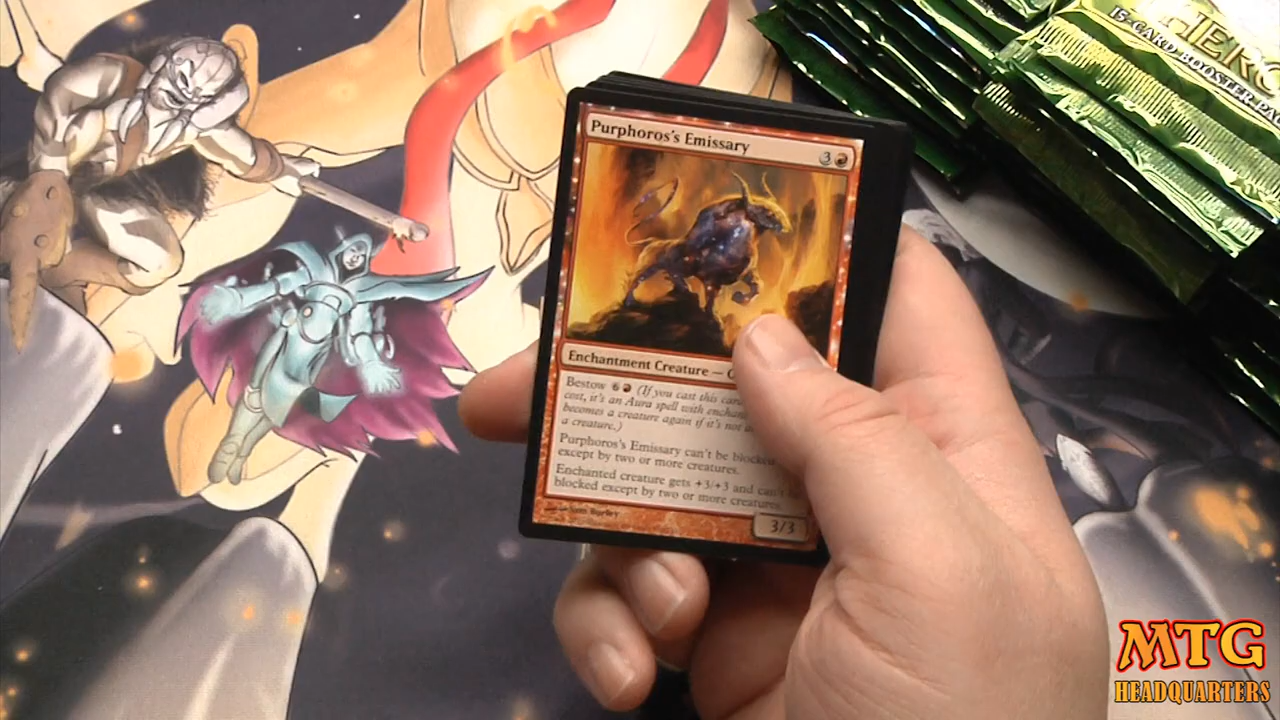 Purphoros's Emissary
3
Enchantment Creature —
Bestow 6 (If you cast this card
cost, it's an Aura spell with enchant
becomes a creature again if it's not
a creature.)
Purphoros's Emissary can't be blocked
except by two or more creatures.
Enchanted creature gets +3/+3 and can't be
blocked except by two or more creatures.
3/3
15-CARD BOOSTER PA
MTG
HEADQUARTERS